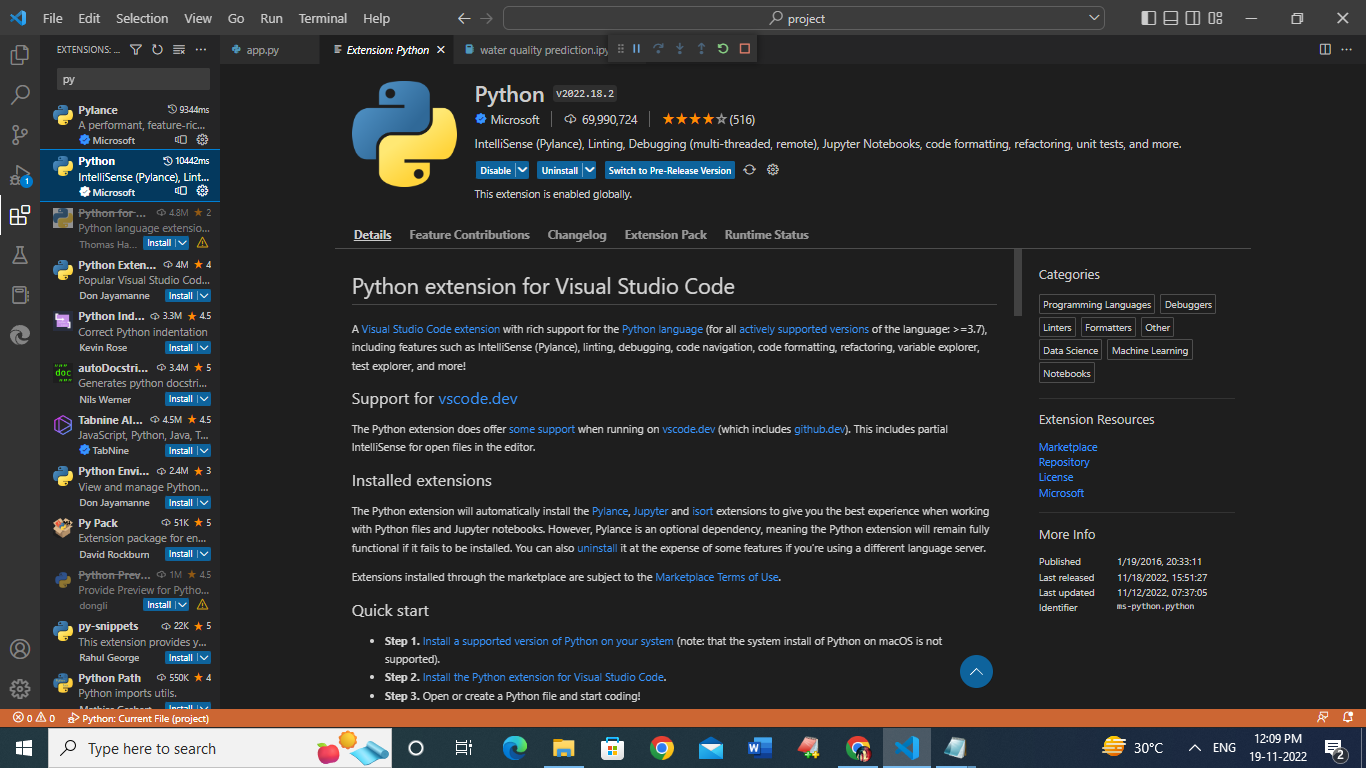 File Edit Selection View Go Run Terminal Help
project
EXTENSIONS: ...
app.py
Extension: Python
water quality prediction.ipy
py
Pylance 9344ms
A performant, feature-ric...
Microsoft
Python 10442ms
IntelliSense (Pylance), Lint...
Microsoft
Python for ... 4.8M 2
Python language extensio...
Thomas Ha... Install
Python Exten... 4M 4
Popular Visual Studio Cod...
Don Jayamanne Install
Python Ind... 3.3M 4.5
Correct Python indentation
Kevin Rose Install
autoDocstri... 3.4M 5
Generates python docstri...
Nils Werner Install
Tabnine AI... 4.5M 4.5
JavaScript, Python, Java, T...
TabNine Install
Python Envi... 2.4M 3
View and manage Python...
Don Jayamanne Install
Py Pack 51K 5
Extension package for en...
David Rockburn Install
Python Prev... 1M 4.5
Provide Preview for Pytho...
dongli Install
py-snippets 22K 5
This extension provides y...
Rahul George Install
Python Path 550K 4
Python imports utils.
1
Python v2022.18.2
Microsoft 69,990,724 (516)
IntelliSense (Pylance), Linting, Debugging (multi-threaded, remote), Jupyter Notebooks, code formatting, refactoring, unit tests, and more.
Disable Uninstall Switch to Pre-Release Version
This extension is enabled globally.
Details Feature Contributions Changelog Extension Pack Runtime Status
Python extension for Visual Studio Code
A Visual Studio Code extension with rich support for the Python language (for all actively supported versions of the language: >=3.7),
including features such as IntelliSense (Pylance), linting, debugging, code navigation, code formatting, refactoring, variable explorer,
test explorer, and more!
Support for vscode.dev
The Python extension does offer some support when running on vscode.dev (which includes github.dev). This includes partial
IntelliSense for open files in the editor.
Installed extensions
The Python extension will automatically install the Pylance, Jupyter and isort extensions to give you the best experience when working
with Python files and Jupyter notebooks. However, Pylance is an optional dependency, meaning the Python extension will remain fully
functional if it fails to be installed. You can also uninstall it at the expense of some features if you're using a different language server.
Extensions installed through the marketplace are subject to the Marketplace Terms of Use.
Quick start
• Step 1. Install a supported version of Python on your system (note: that the system install of Python on macOS is not
supported).
• Step 2. Install the Python extension for Visual Studio Code.
• Step 3. Open or create a Python file and start coding!
Categories
Programming Languages Debuggers
Linters Formatters Other
Data Science Machine Learning
Notebooks
Extension Resources
Marketplace
Repository
License
Microsoft
More Info
Published 1/19/2016, 20:33:11
Last released 11/18/2022, 15:51:27
Last updated 11/12/2022, 07:37:05
Identifier ms-python.python
0 0 Python: Current File (project)
Type here to search
30°C ENG 12:09 PM
19-11-2022
2